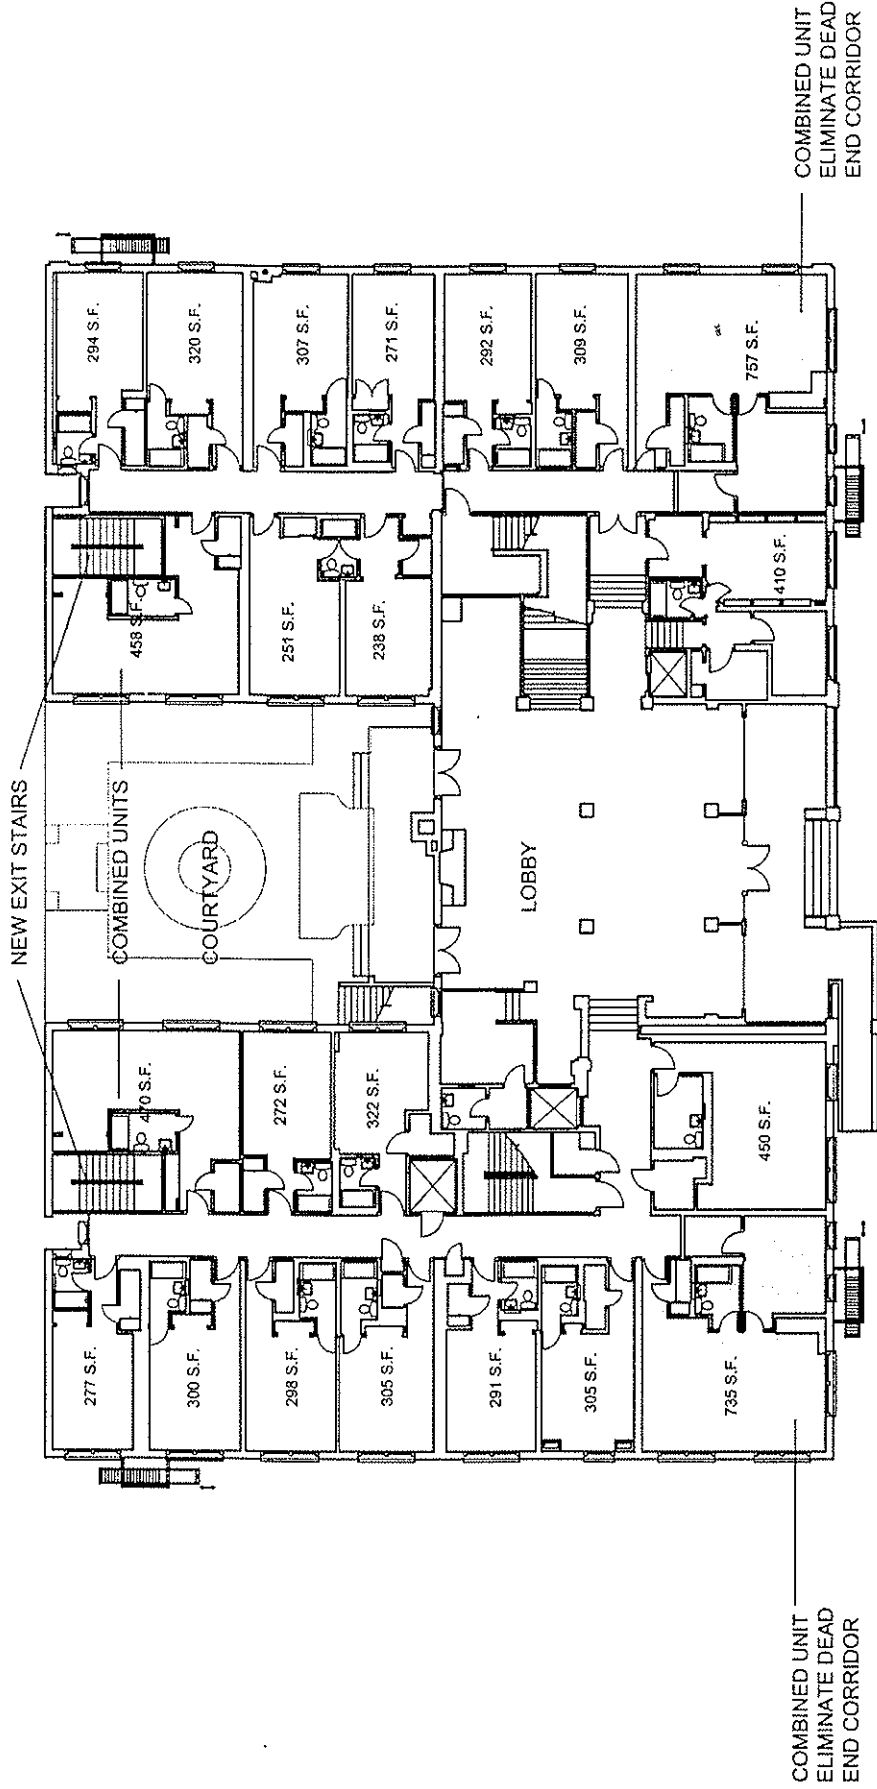 NEW EXIT STAIRS
COMBINED UNITS
COURTYARD
LOBBY
277 S.F.
300 S.F.
298 S.F.
305 S.F.
291 S.F.
305 S.F.
735 S.F.
470 S.F.
272 S.F.
322 S.F.
450 S.F.
458 S.F.
251 S.F.
238 S.F.
410 S.F.
294 S.F.
320 S.F.
307 S.F.
271 S.F.
292 S.F.
309 S.F.
757 S.F.
COMBINED UNIT
ELIMINATE DEAD
END CORRIDOR
COMBINED UNIT
ELIMINATE DEAD
END CORRIDOR